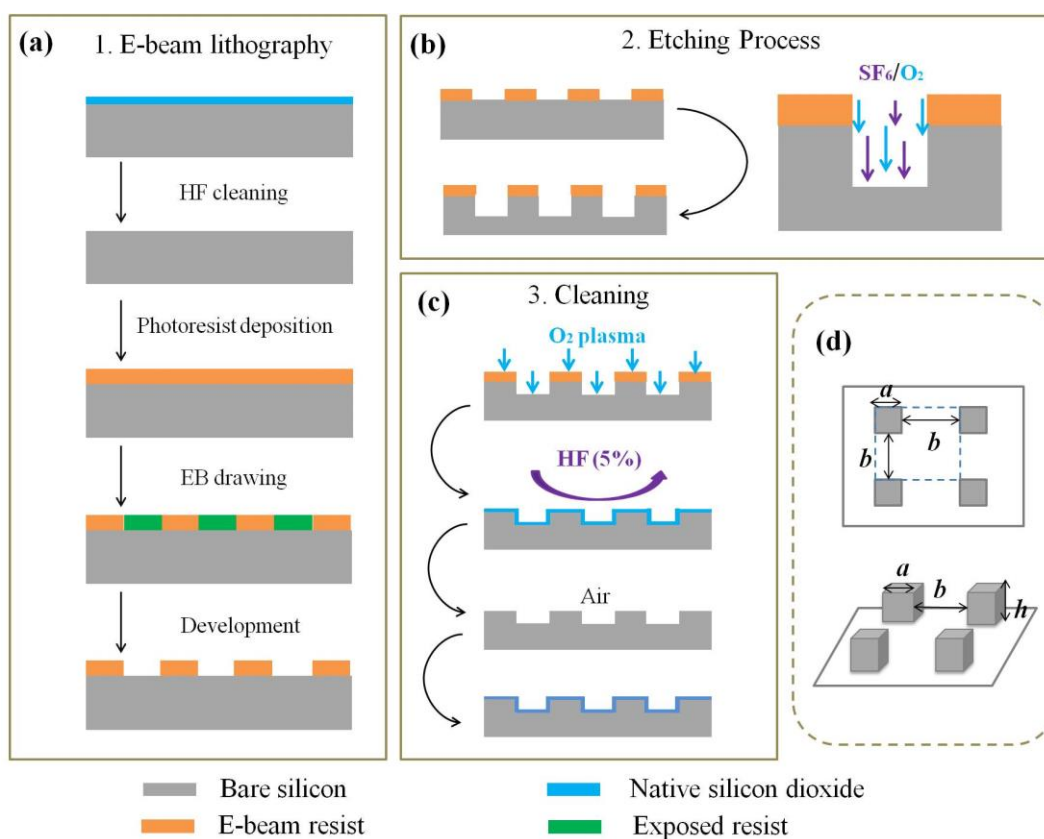 (a)
1. E-beam lithography
HF cleaning
Photoresist deposition
EB drawing
Development
(b)
2. Etching Process
SF₆/O₂
(c)
3. Cleaning
O₂ plasma
HF (5%)
Air
(d)
a
b
b
a
b
h
Bare silicon
Native silicon dioxide
E-beam resist
Exposed resist